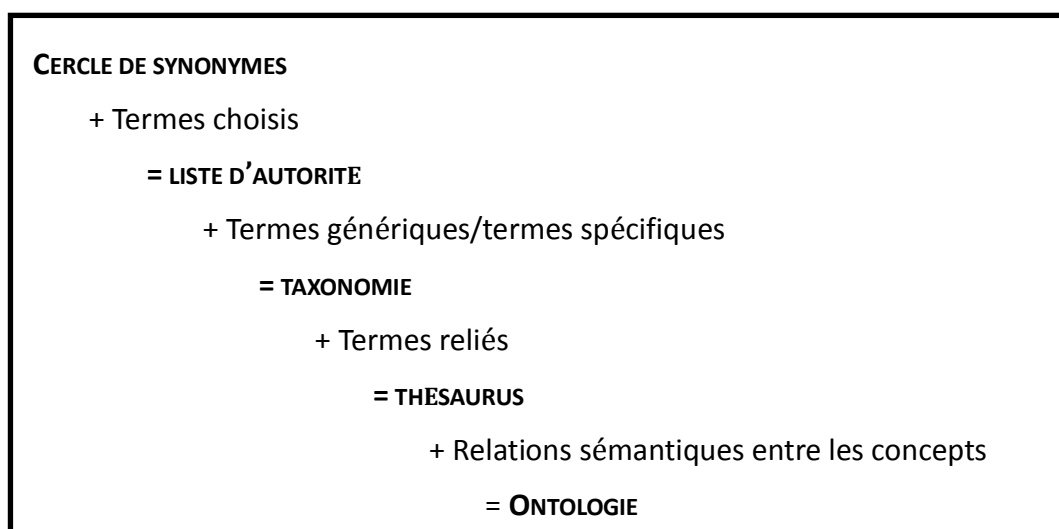 CERCLE DE SYNONYMES
+ Termes choisis
= LISTE D’AUTORITE
+ Termes génériques/termes spécifiques
= TAXONOMIE
+ Termes reliés
= THESAURUS
+ Relations sémantiques entre les concepts
= ONTOLOGIE